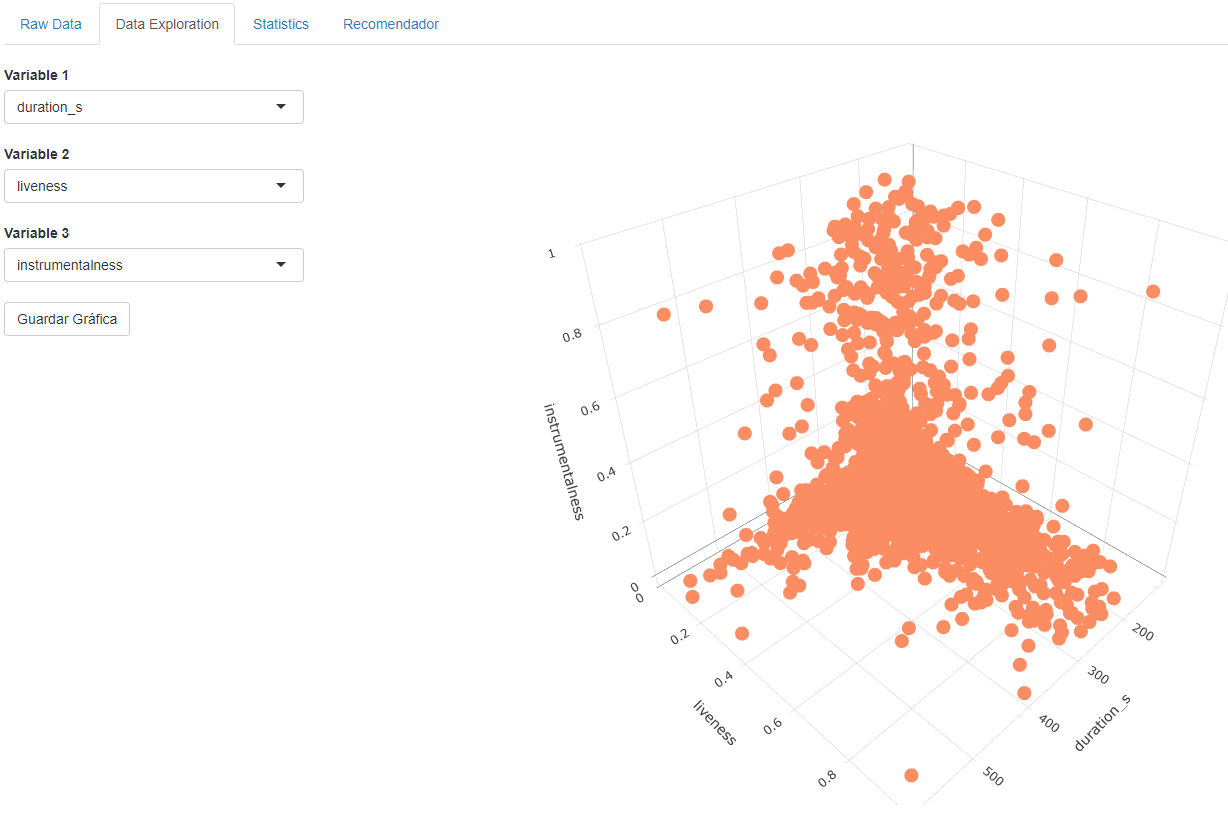 Raw Data
Data Exploration
Statistics
Recomendador
Variable 1
duration_s
Variable 2
liveness
Variable 3
instrumentalness
Guardar Gráfica
1
0.8
0.6
0.4
0.2
0
instrumentalness
0
0.2
0.4
0.6
0.8
liveness
200
300
400
500
duration_s